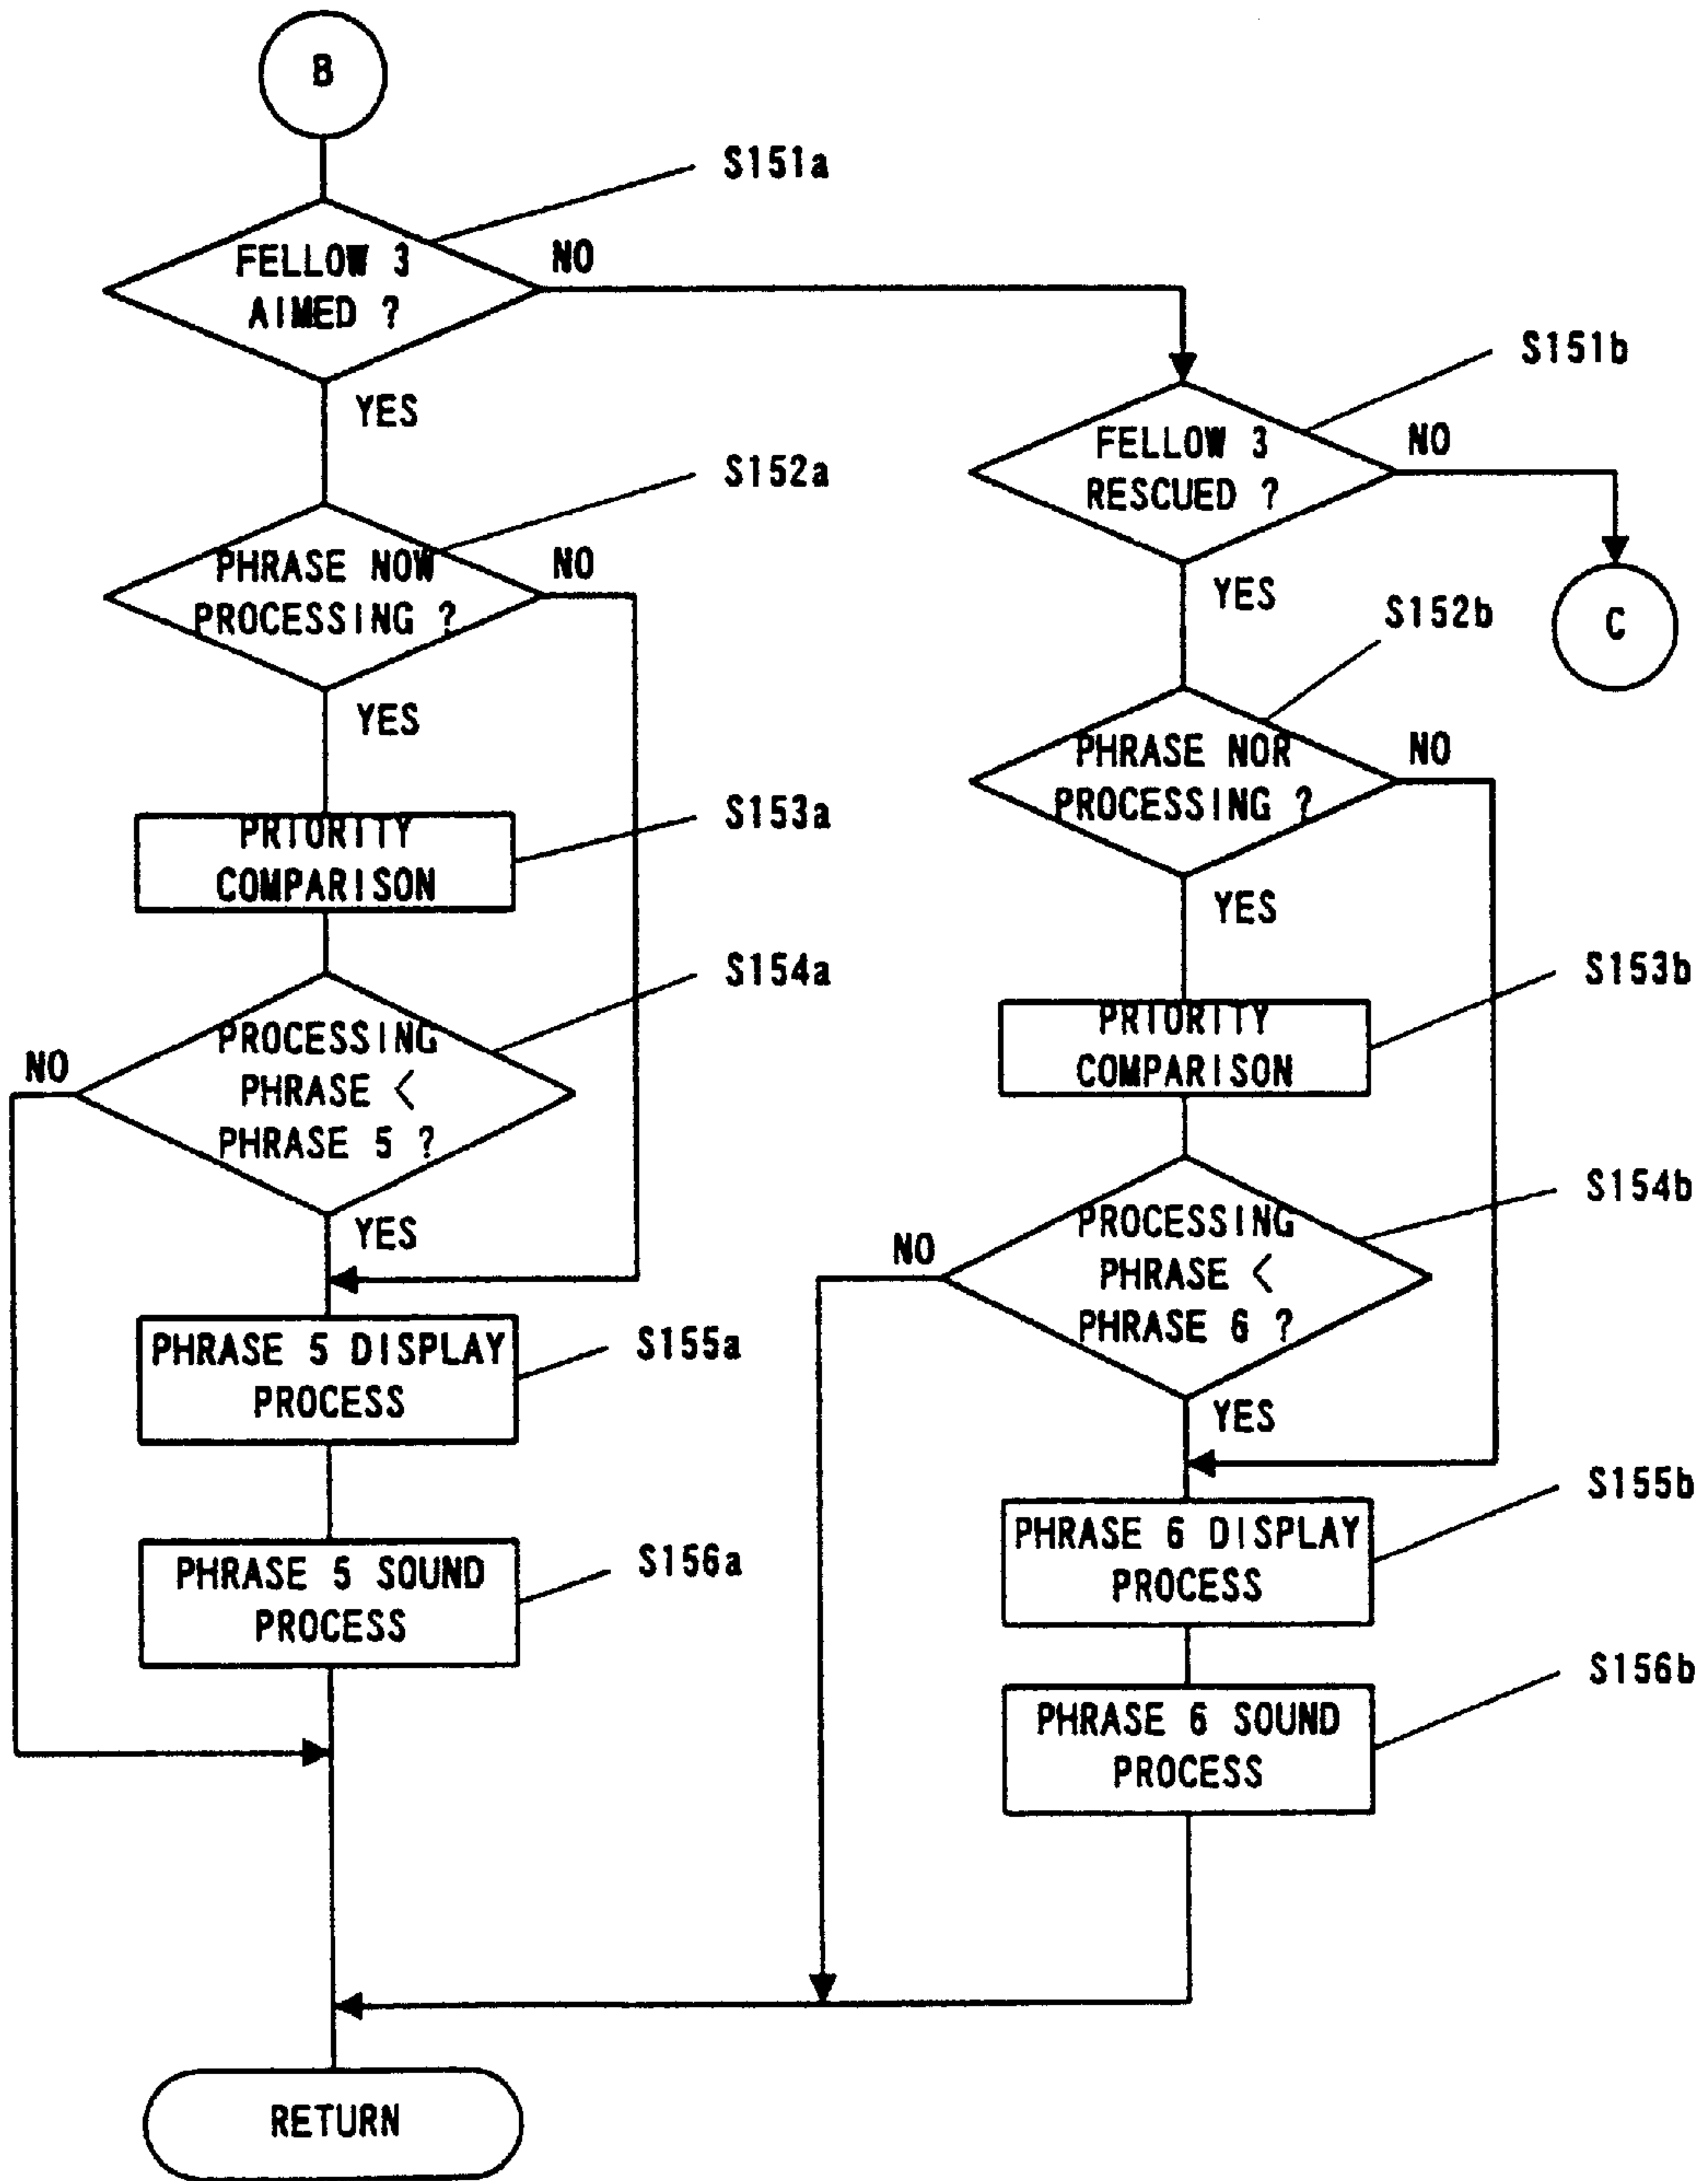 B
S151a
FELLOW 3
AIMED ?
NO
YES
S151b
FELLOW 3
RESCUED ?
NO
YES
C
S152a
PHRASE NOW
PROCESSING ?
NO
YES
S152b
PHRASE NOR
PROCESSING ?
NO
YES
S153a
PRIORITY
COMPARISON
S154a
PROCESSING
PHRASE <
PHRASE 5 ?
NO
YES
S153b
PRIORITY
COMPARISON
S154b
PROCESSING
PHRASE <
PHRASE 6 ?
NO
YES
PHRASE 5 DISPLAY
PROCESS
S155a
PHRASE 5 SOUND
PROCESS
S156a
S155b
PHRASE 6 DISPLAY
PROCESS
S156b
PHRASE 6 SOUND
PROCESS
RETURN